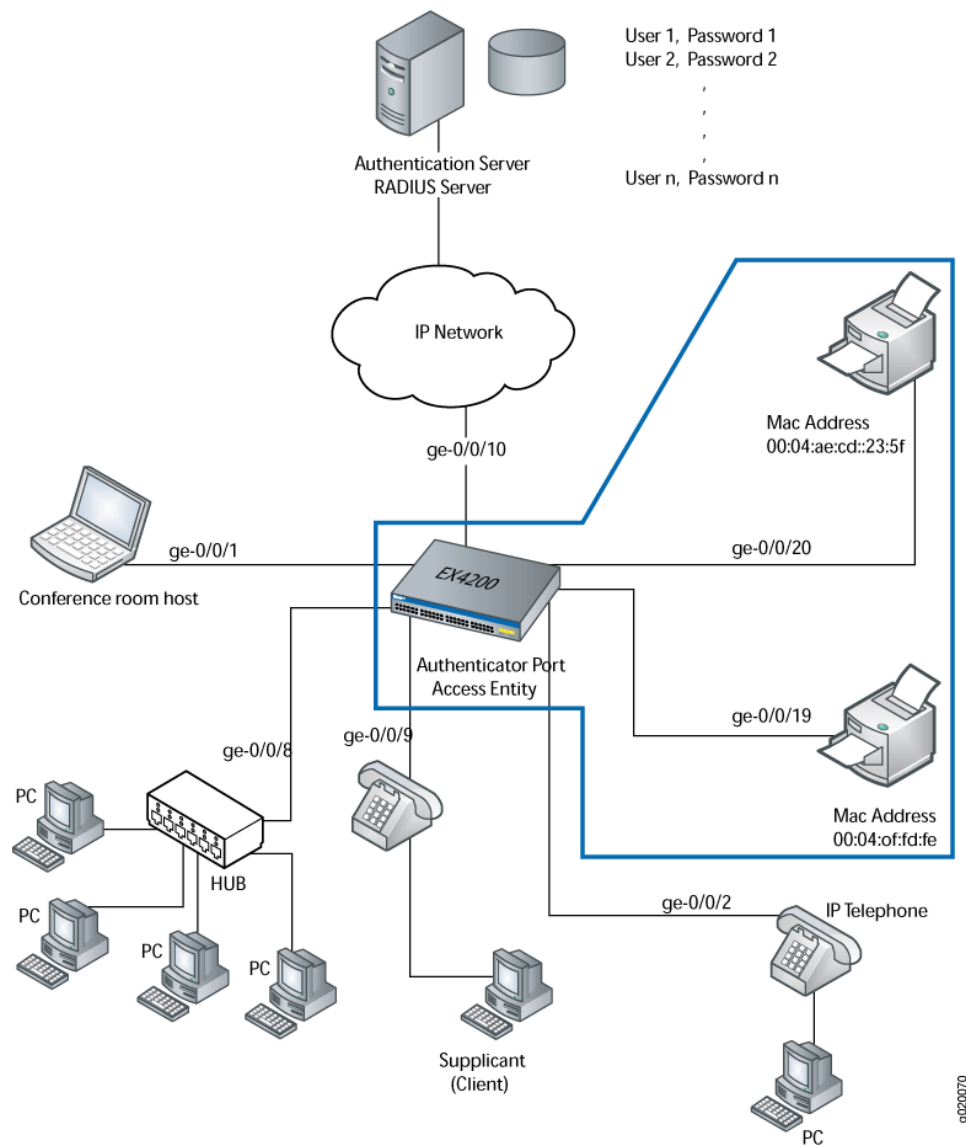 User 1, Password 1
User 2, Password 2
,
,
,
,
User n, Password n
Authentication Server
RADIUS Server
IP Network
ge-0/0/10
Mac Address
00:04:ae:cd::23:5f
ge-0/0/1
ge-0/0/20
EX4200
Conference room host
Authenticator Port
Access Entity
ge-0/0/19
ge-0/0/8
ge-0/0/9
PC
Mac Address
00:04:of:fd:fe
HUB
ge-0/0/2
IP Telephone
PC
PC
PC
Supplicant
(Client)
PC
g020070